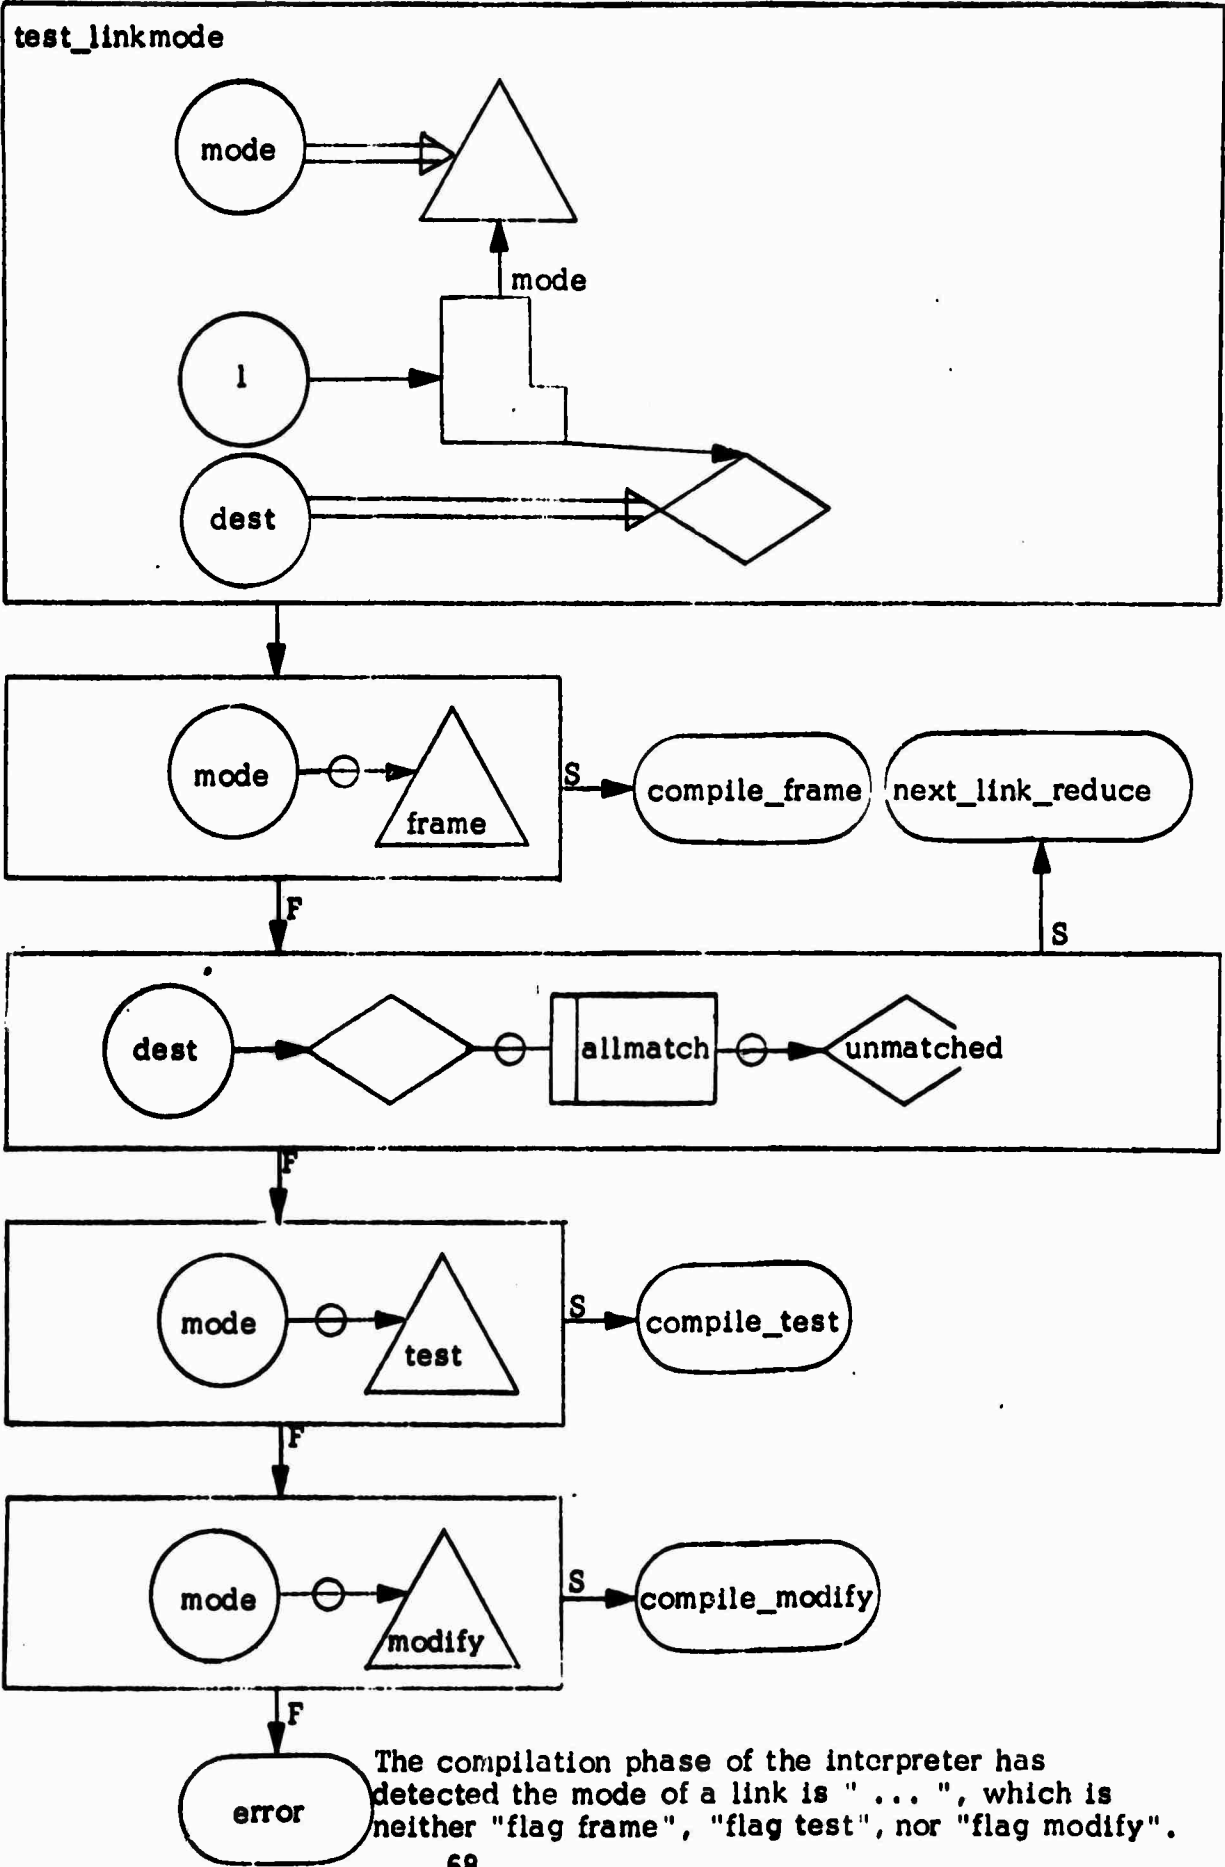 test_linkmode
mode
mode
l
dest
mode
frame
S
compile_frame
next_link_reduce
F
S
dest
allmatch
unmatched
F
mode
test
S
compile_test
F
mode
modify
S
compile_modify
F
error
The compilation phase of the interpreter has
detected the mode of a link is " ... ", which is
neither "flag frame", "flag test", nor "flag modify".
68